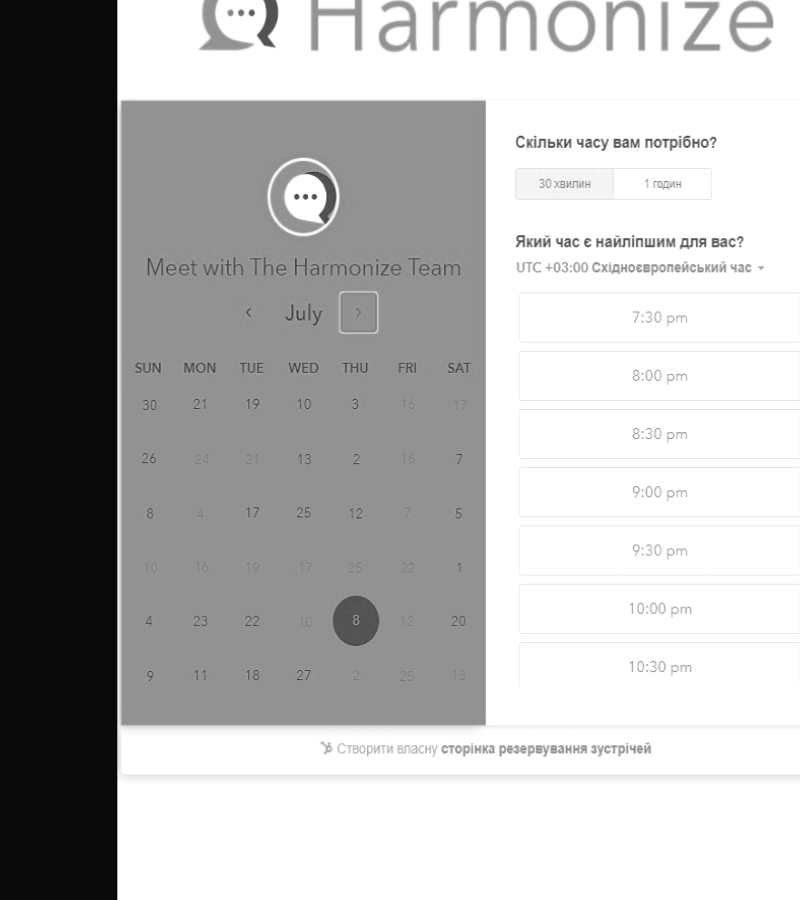 Harmonize
Meet with The Harmonize Team
July
SUN MON TUE WED THU FRI SAT
30 21 19 10 3 16 17
26 24 21 13 2 16 7
8 4 17 25 12 7 5
10 16 19 17 25 22 1
4 23 22 10 8 12 20
9 11 18 27 2 25 13
Скільки часу вам потрібно?
30 хвилин 1 годин
Який час є найліпшим для вас?
UTC +03:00 Східноєвропейський час
7:30 pm
8:00 pm
8:30 pm
9:00 pm
9:30 pm
10:00 pm
10:30 pm
Створити власну сторінка резервування зустрічей